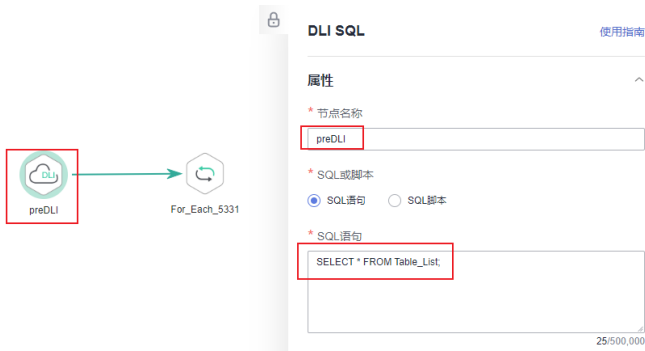 DLI SQL
使用指南
属性
* 节点名称
preDLI
* SQL或脚本
SQL语句 SQL脚本
* SQL语句
SELECT * FROM Table_List;
25/500,000
DLI
preDLI
For_Each_5331